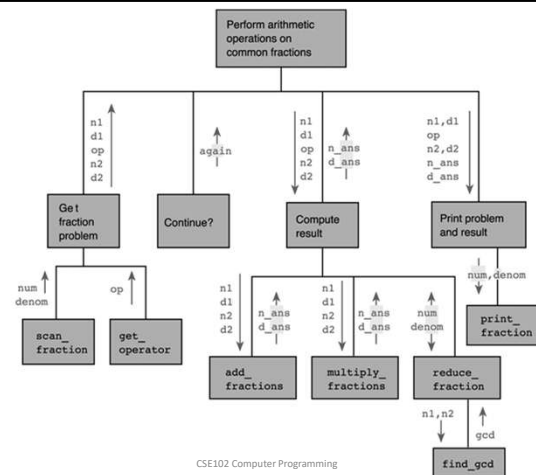 Perform arithmetic
operations on
common fractions
n1
d1
op
n2
d2
again
n1
d1
op
n2
d2
n_ans
d_ans
n1,d1
op
n2,d2
n_ans
d_ans
Get
fraction
problem
Continue?
Compute
result
Print problem
and result
num
denom
op
n1
d1
n2
d2
n_ans
d_ans
n1
d1
n2
d2
n_ans
d_ans
num
denom
num,denom
scan_
fraction
get_
operator
add_
fractions
multiply_
fractions
reduce_
fraction
print_
fraction
n1,n2
gcd
find_gcd
CSE102 Computer Programming